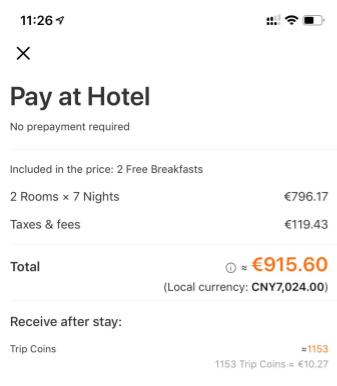 11:26
Pay at Hotel
No prepayment required
Included in the price: 2 Free Breakfasts
2 Rooms × 7 Nights €796.17
Taxes & fees €119.43
Total ≈ €915.60
(Local currency: CNY7,024.00)
Receive after stay:
Trip Coins ≈1153
1153 Trip Coins ≈ €10.27